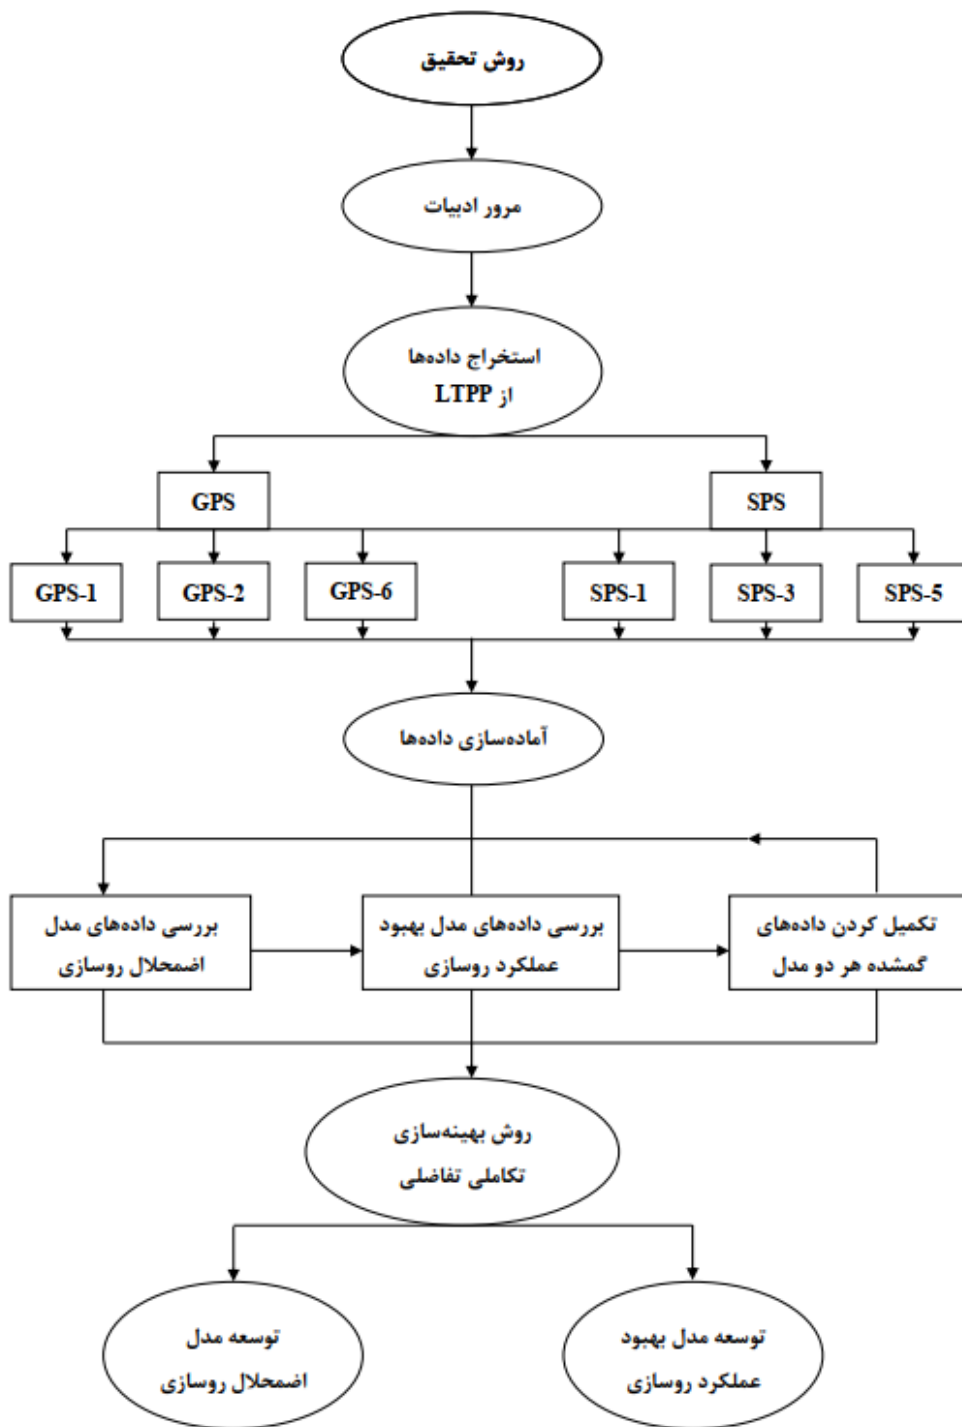 روش تحقیق
مرور ادبیات
استخراج داده‌ها
از LTPP
GPS
SPS
GPS-1
GPS-2
GPS-6
SPS-1
SPS-3
SPS-5
آماده‌سازی داده‌ها
بررسی داده‌های مدل
اضمحلال روسازی
بررسی داده‌های مدل بهبود
عملکرد روسازی
تکمیل کردن داده‌های
گمشده هر دو مدل
روش بهینه‌سازی
تکاملی تفاضلی
توسعه مدل
اضمحلال روسازی
توسعه مدل بهبود
عملکرد روسازی